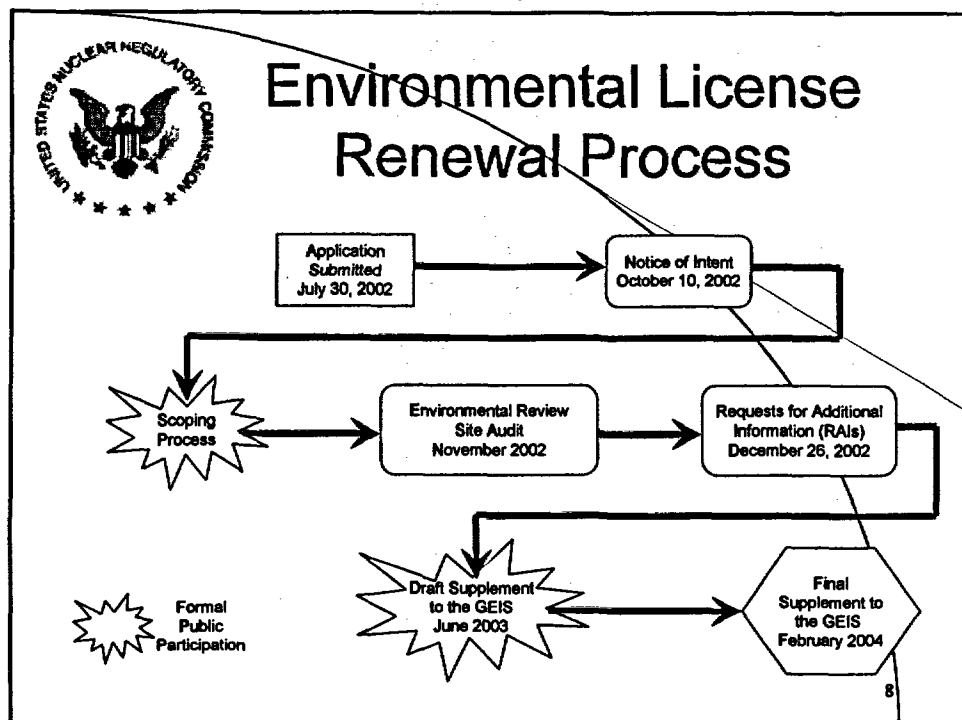 UNITED STATES NUCLEAR REGULATORY COMMISSION
Environmental License
Renewal Process
Application
Submitted
July 30, 2002
Notice of Intent
October 10, 2002
Scoping
Process
Environmental Review
Site Audit
November 2002
Requests for Additional
Information (RAIs)
December 26, 2002
Draft Supplement
to the GEIS
June 2003
Final
Supplement to
the GEIS
February 2004
Formal
Public
Participation
8